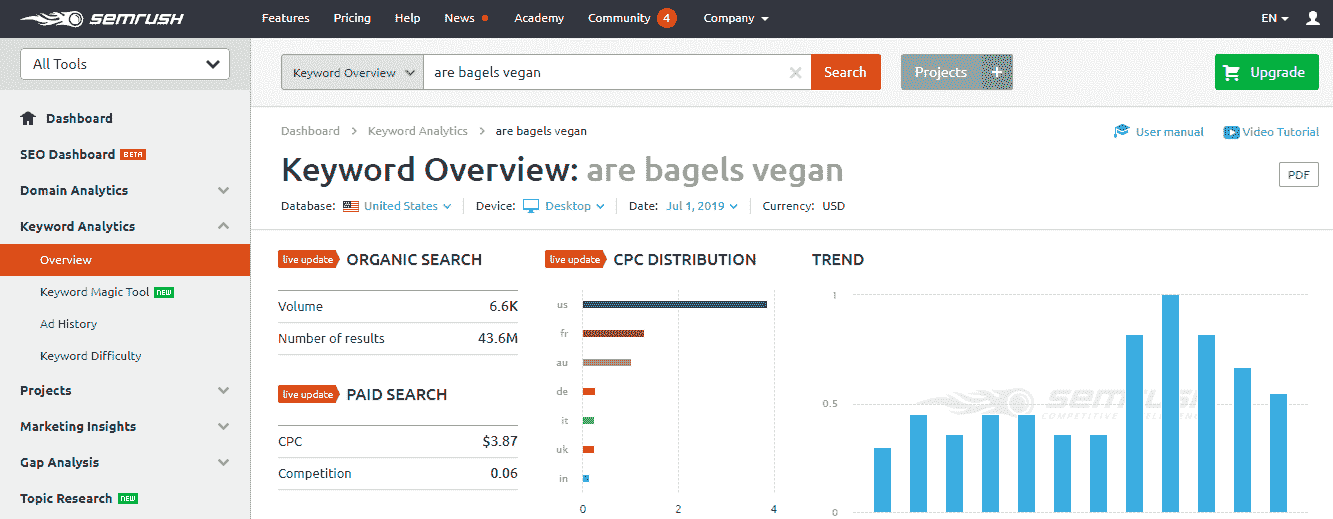 SEMRUSH Features Pricing Help News Academy Community 4 Company EN
All Tools
Keyword Overview are bagels vegan × Search Projects + Upgrade
Dashboard
SEO Dashboard BETA
Domain Analytics
Keyword Analytics
Overview
Keyword Magic Tool NEW
Ad History
Keyword Difficulty
Projects
Marketing Insights
Gap Analysis
Topic Research NEW
Dashboard > Keyword Analytics > are bagels vegan
User manual Video Tutorial
Keyword Overview: are bagels vegan
PDF
Database: United States Device: Desktop Date: Jul 1, 2019 Currency: USD
live update ORGANIC SEARCH
Volume 6.6K
Number of results 43.6M
live update PAID SEARCH
CPC $3.87
Competition 0.06
live update CPC DISTRIBUTION
us
fr
au
de
it
uk
in
0 2 4
TREND
1
0.5
0
SEMRUSH